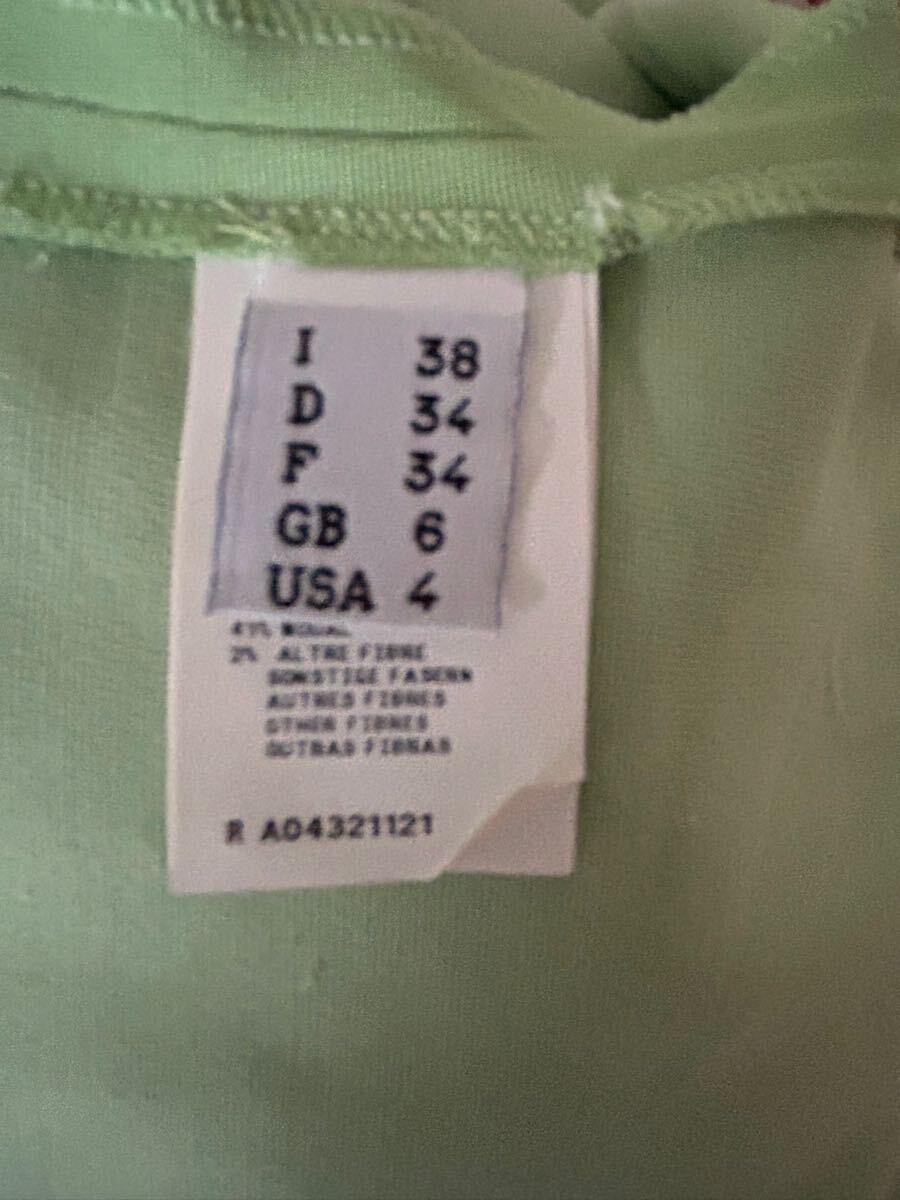 I 38
D 34
F 34
GB 6
USA 4
2% ALTRE FIBRE
SONSTIGE FASERN
AUTRES FIBRES
OTHER FIBRES
OUTRAS FIBRAS
R A04321121